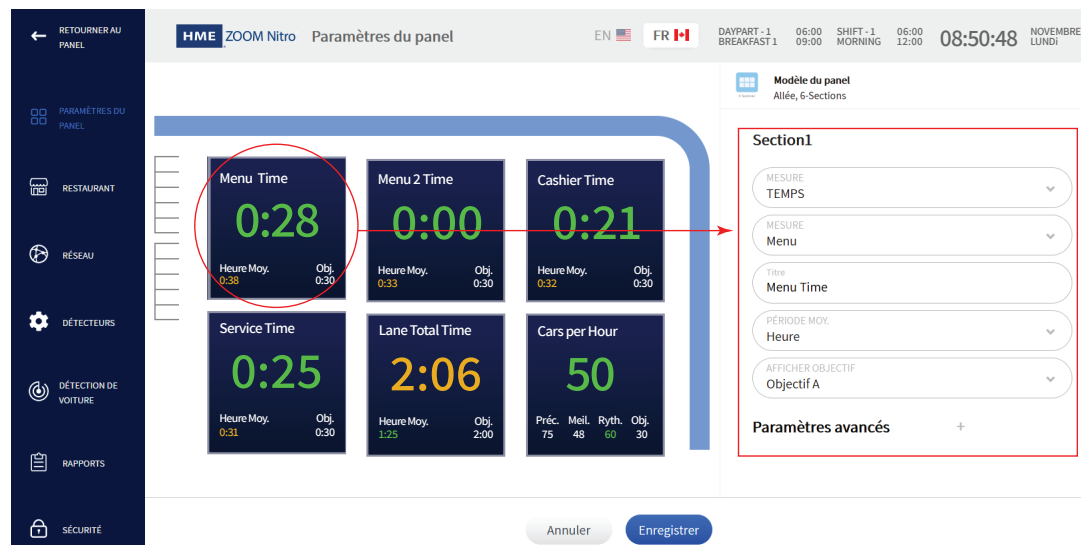 RETOURNER AU
PANEL
HME ZOOM Nitro Paramètres du panel
EN FR
DAYPART - 1 06:00 SHIFT - 1 06:00
BREAKFAST 1 09:00 MORNING 12:00
08:50:48
NOVEMBRE
LUNDi
PARAMÈTRES DU
PANEL
RESTAURANT
RÉSEAU
DÉTECTEURS
DÉTECTION DE
VOITURE
RAPPORTS
SÉCURITÉ
Menu Time
0:28
Heure Moy. Obj.
0:38 0:30
Menu 2 Time
0:00
Heure Moy. Obj.
0:33 0:30
Cashier Time
0:21
Heure Moy. Obj.
0:32 0:30
Service Time
0:25
Heure Moy. Obj.
0:31 0:30
Lane Total Time
2:06
Heure Moy. Obj.
1:25 2:00
Cars per Hour
50
Préc. Meil. Ryth. Obj.
75 48 60 30
Modèle du panel
Allée, 6-Sections
Section1
MESURE
TEMPS
MESURE
Menu
Titre
Menu Time
PÉRIODE MOY.
Heure
AFFICHER OBJECTIF
Objectif A
Paramètres avancés +
Annuler Enregistrer